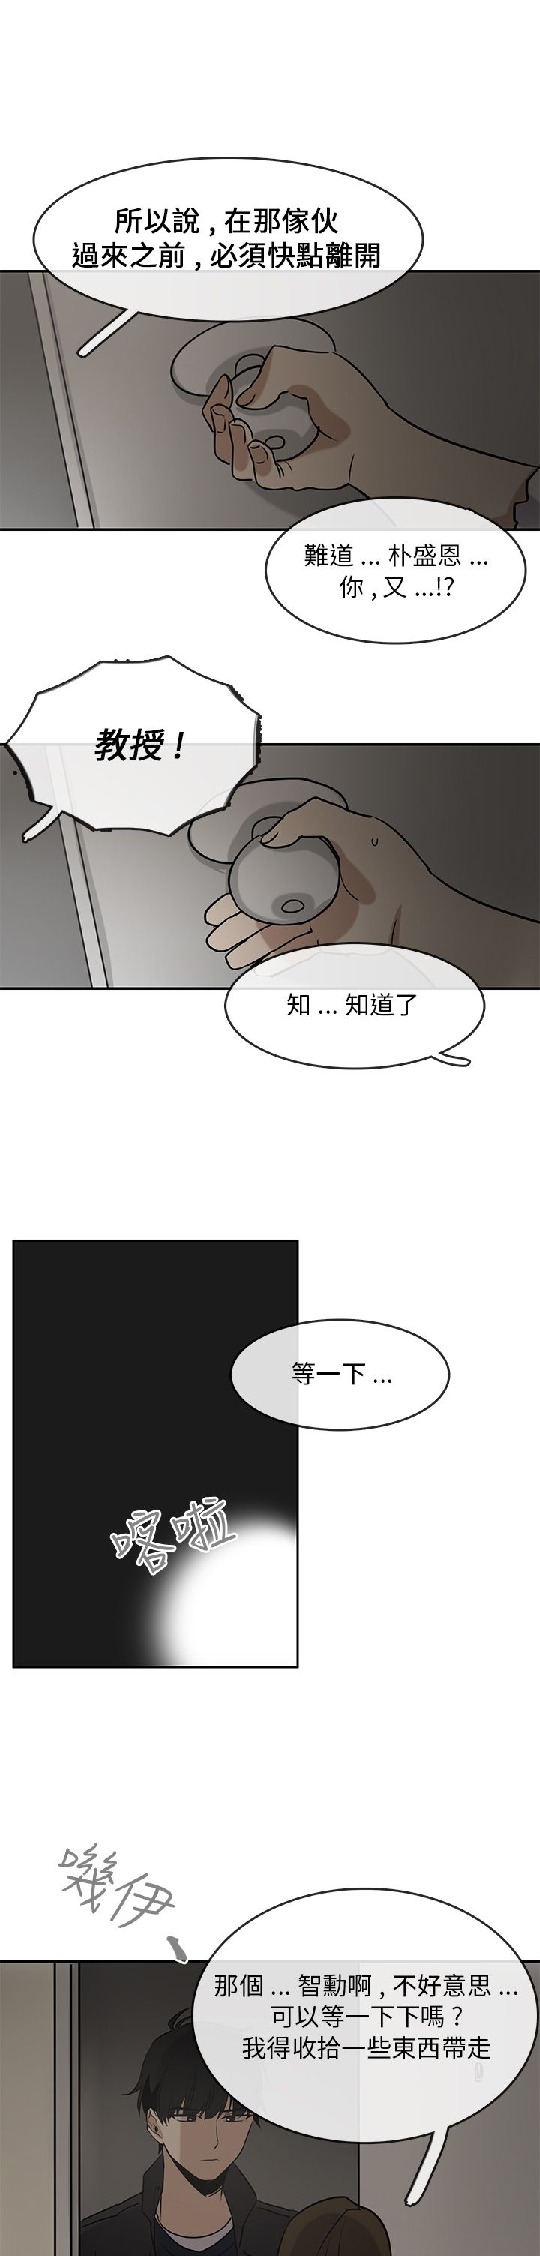 所以說，在那傢伙
過來之前，必須快點離開
難道...朴盛恩...
你，又...!?
教授！
知...知道了
等一下...
喀啦
嘰伊
那個...智勳啊，不好意思...
可以等一下下嗎？
我得收拾一些東西帶走